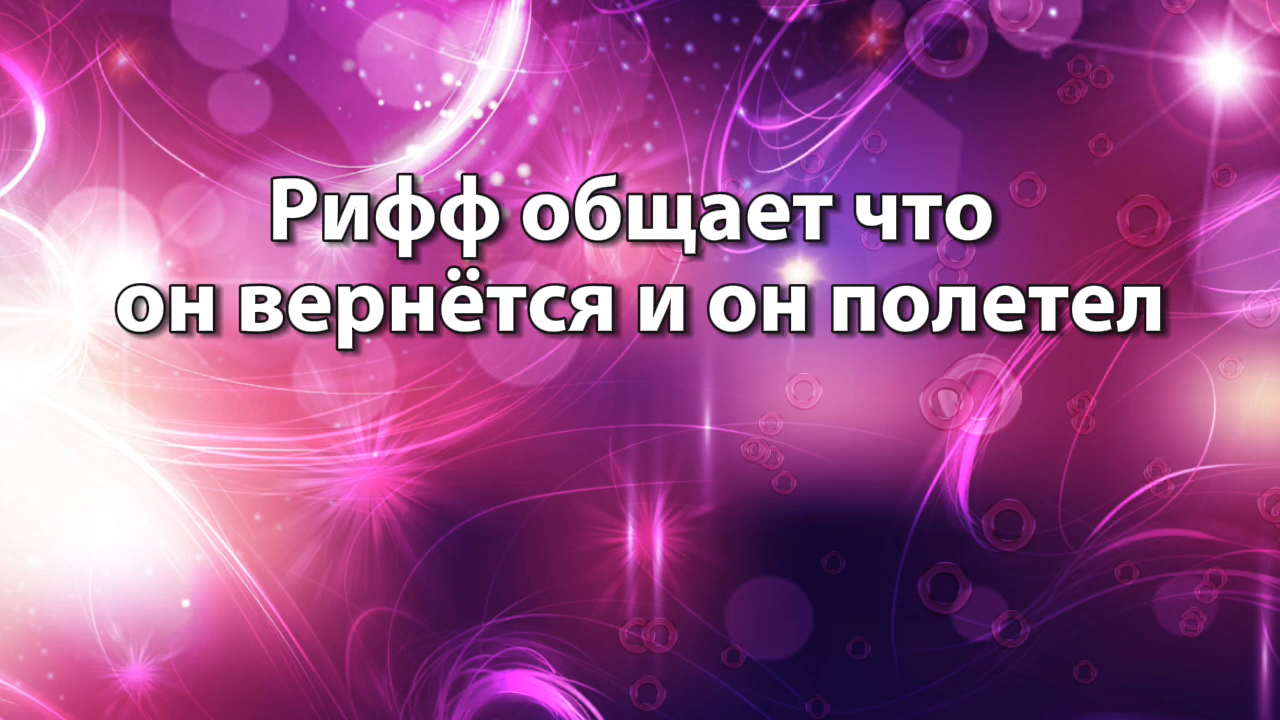 Рифф общает что
он вернётся и он полетел